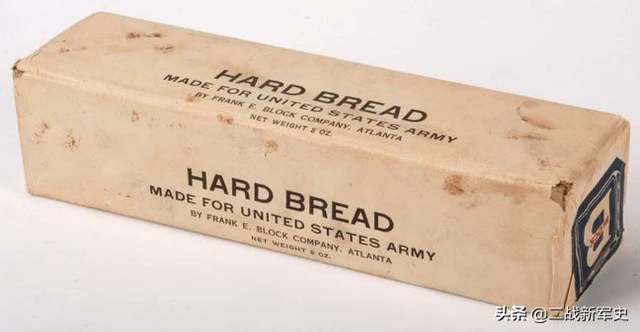 HARD BREAD
MADE FOR UNITED STATES ARMY
BY FRANK E. BLOCK COMPANY, ATLANTA
NET WEIGHT 8 OZ.
HARD BREAD
MADE FOR UNITED STATES ARMY
BY FRANK E. BLOCK COMPANY, ATLANTA
NET WEIGHT 8 OZ.
B
头条 @二战新军史